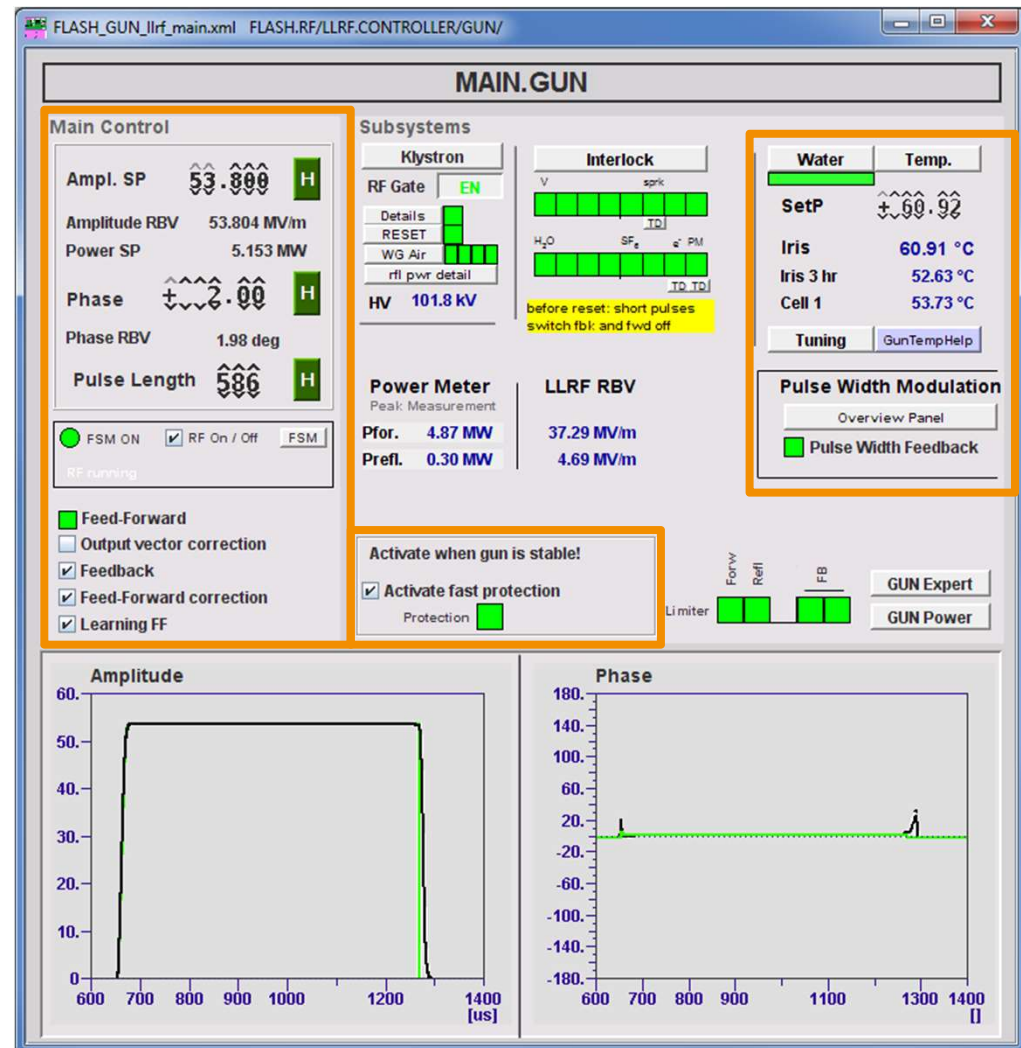 FLASH_GUN_llrf_main.xml FLASH.RF/LLRF.CONTROLLER/GUN/
MAIN.GUN
Main Control
Ampl. SP 53.800 H
Amplitude RBV 53.804 MV/m
Power SP 5.153 MW
Phase ± 2.00 H
Phase RBV 1.98 deg
Pulse Length 586 H
FSM ON RF On / Off FSM
RF running
Feed-Forward
Output vector correction
Feedback
Feed-Forward correction
Learning FF
Subsystems
Klystron
RF Gate EN
Details
RESET
WG Air
rfl pwr detail
HV 101.8 kV
Interlock
V sprk
TD
H2O SF6 e- PM
TD TD
before reset: short pulses
switch fbk and fwd off
Water Temp.
SetP ± 60.92
Iris 60.91 °C
Iris 3 hr 52.63 °C
Cell 1 53.73 °C
Tuning GunTempHelp
Power Meter LLRF RBV
Peak Measurement
Pfor. 4.87 MW 37.29 MV/m
Prefl. 0.30 MW 4.69 MV/m
Pulse Width Modulation
Overview Panel
Pulse Width Feedback
Activate when gun is stable!
Activate fast protection
Protection
Limiter Forw Refl FB
GUN Expert
GUN Power
Amplitude
60.
50.
40.
30.
20.
10.
0
600 700 800 900 1000 1200 1400
[us]
Phase
180.
140.
100.
60.
20.
-20.
-60.
-100.
-140.
-180.
600 700 800 900 1100 1300 1400
[]